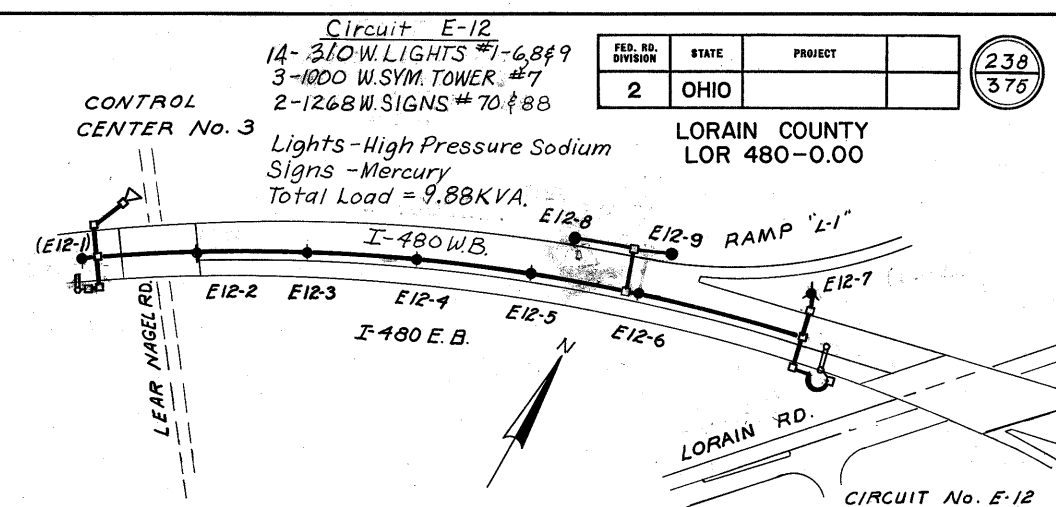 Circuit E-12
14-310 W. LIGHTS #1-6,8&9
3-1000 W. SYM. TOWER #7
2-1268 W. SIGNS #70 & 88
Lights-High Pressure Sodium
Signs -Mercury
Total Load = 9.88KVA.
FED. RD. DIVISION STATE PROJECT
2 OHIO
238
375
LORAIN COUNTY
LOR 480-0.00
CONTROL
CENTER No. 3
(E12-1)
E12-2
E12-3
E12-4
E12-5
E12-6
E12-8
E12-9
E12-7
RAMP "L-1"
I-480 W.B.
I-480 E.B.
LEAR NAGEL RD.
N
LORAIN RD.
CIRCUIT No. E-12